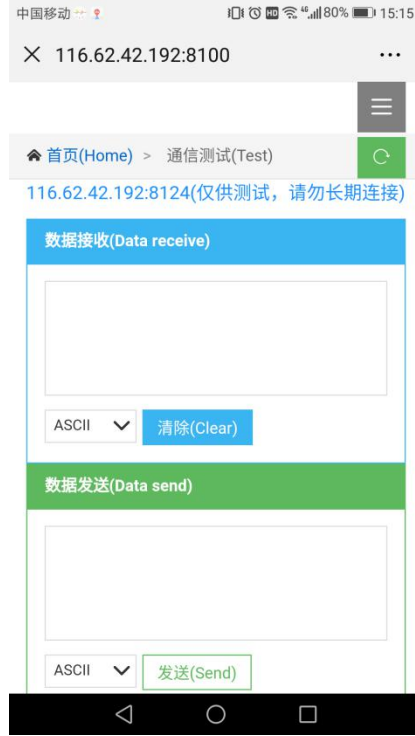 中国移动 HD 46 80% 15:15
116.62.42.192:8100
首页(Home) > 通信测试(Test)
116.62.42.192:8124(仅供测试，请勿长期连接)
数据接收(Data receive)
ASCII 清除(Clear)
数据发送(Data send)
ASCII 发送(Send)